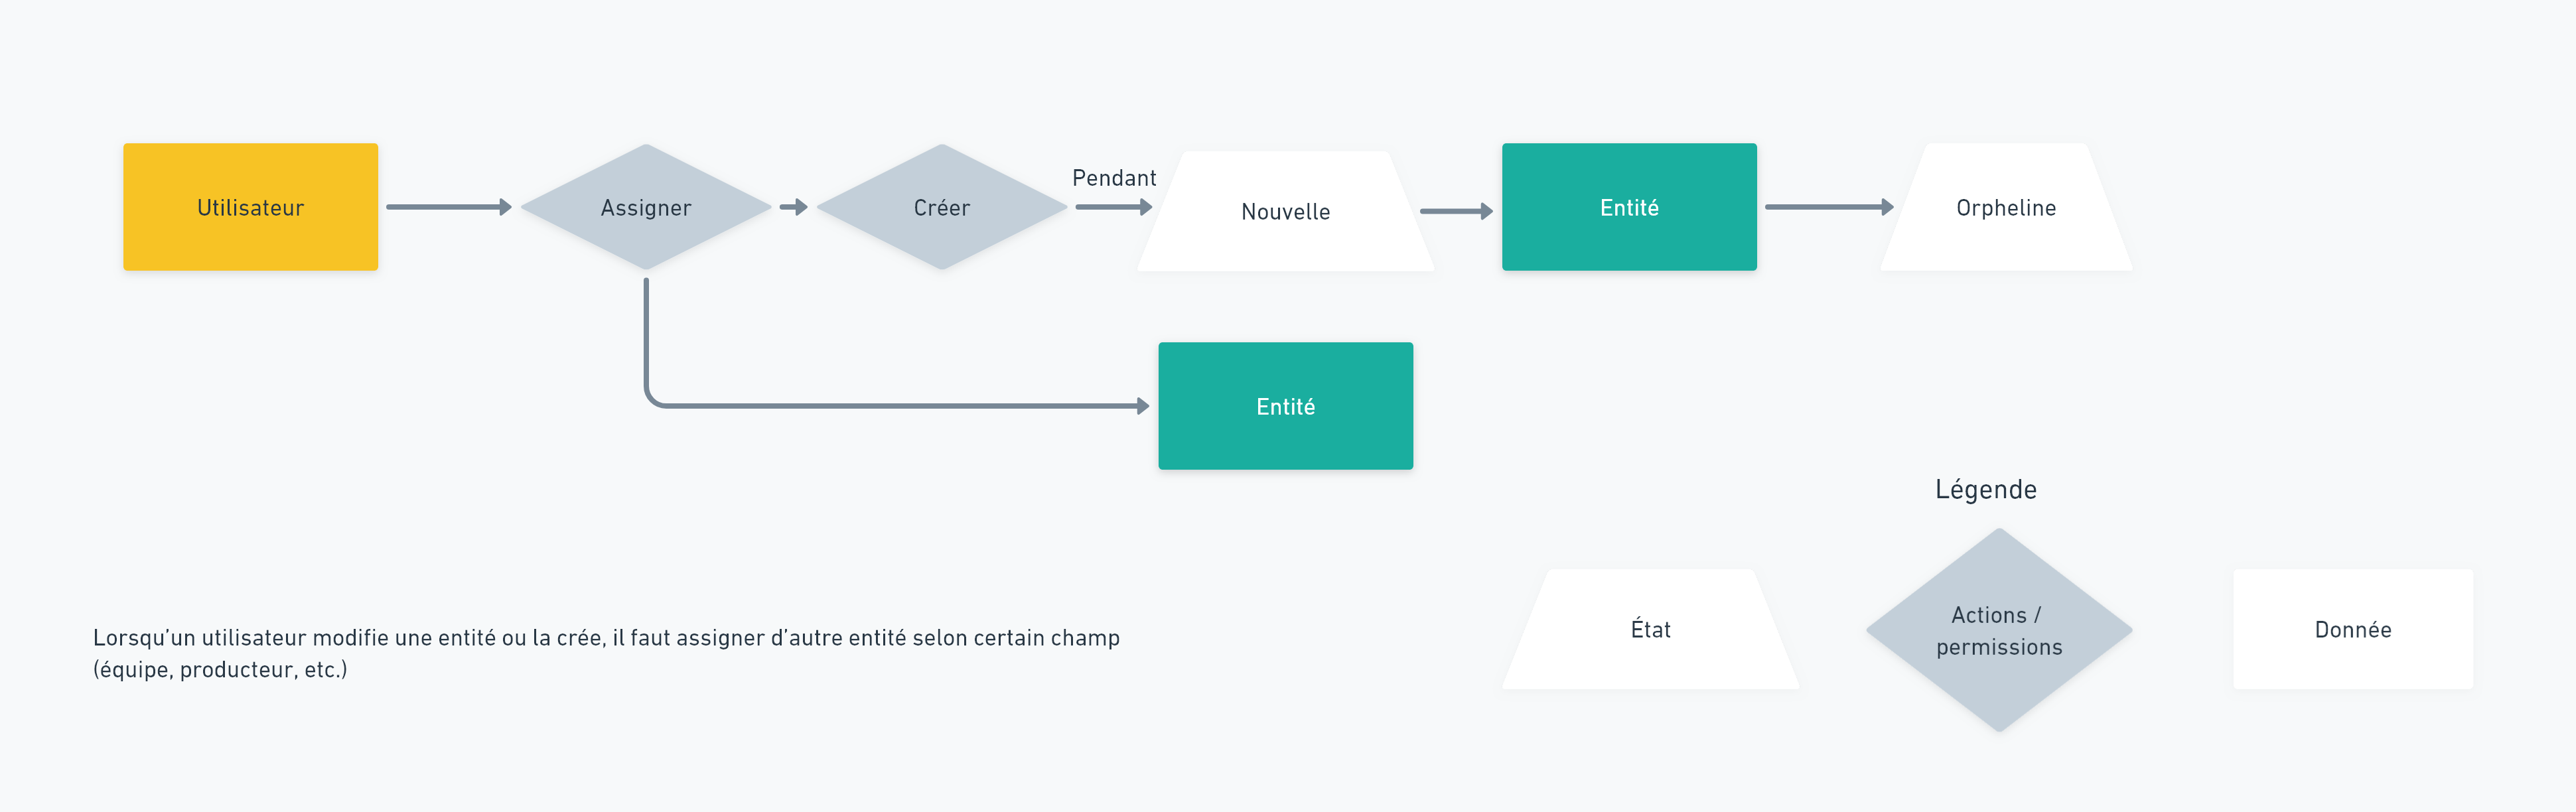 Utilisateur
Assigner
Créer
Pendant
Nouvelle
Entité
Orpheline
Entité
Légende
État
Actions /
permissions
Donnée
Lorsqu’un utilisateur modifie une entité ou la crée, il faut assigner d’autre entité selon certain champ
(équipe, producteur, etc.)